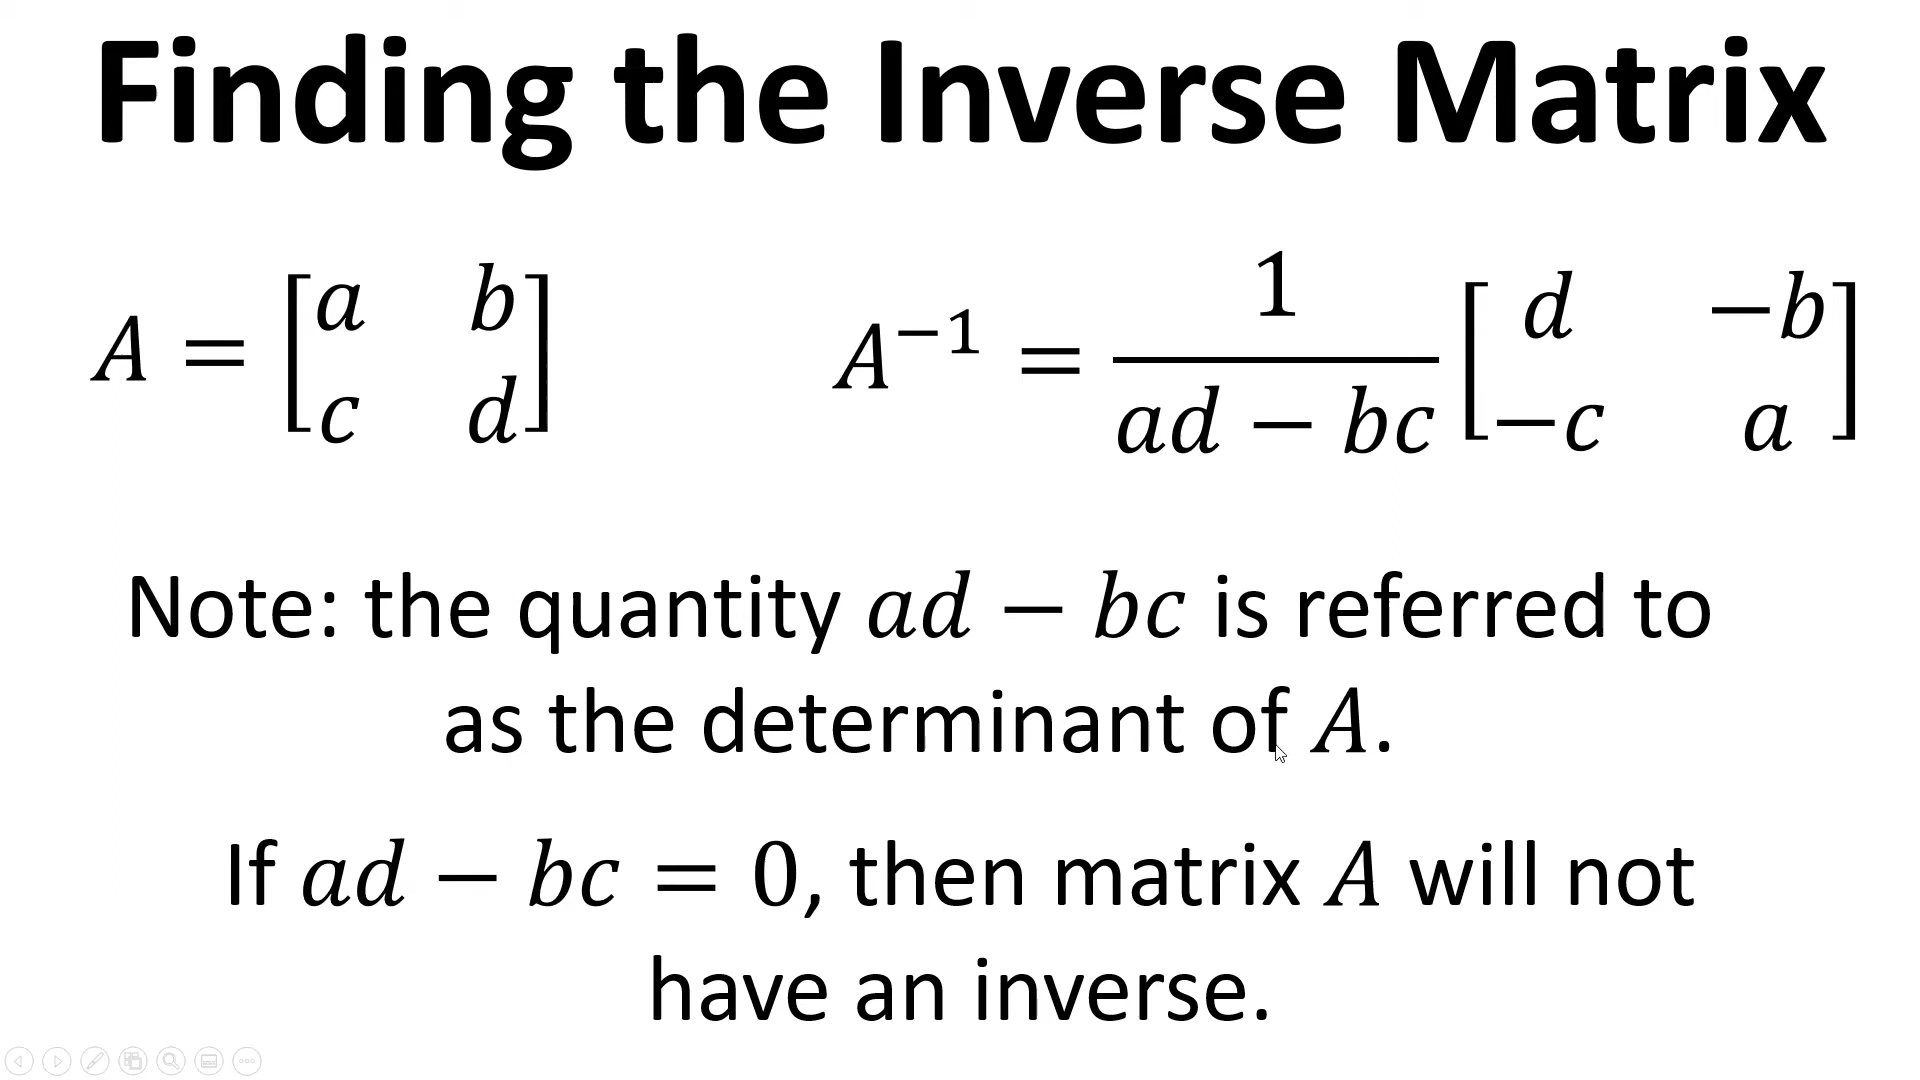 Finding the Inverse Matrix
A = [a b; c d]    A⁻¹ = 1/(ad − bc) [d −b; −c a]
Note: the quantity ad − bc is referred to
as the determinant of A.
If ad − bc = 0, then matrix A will not
have an inverse.